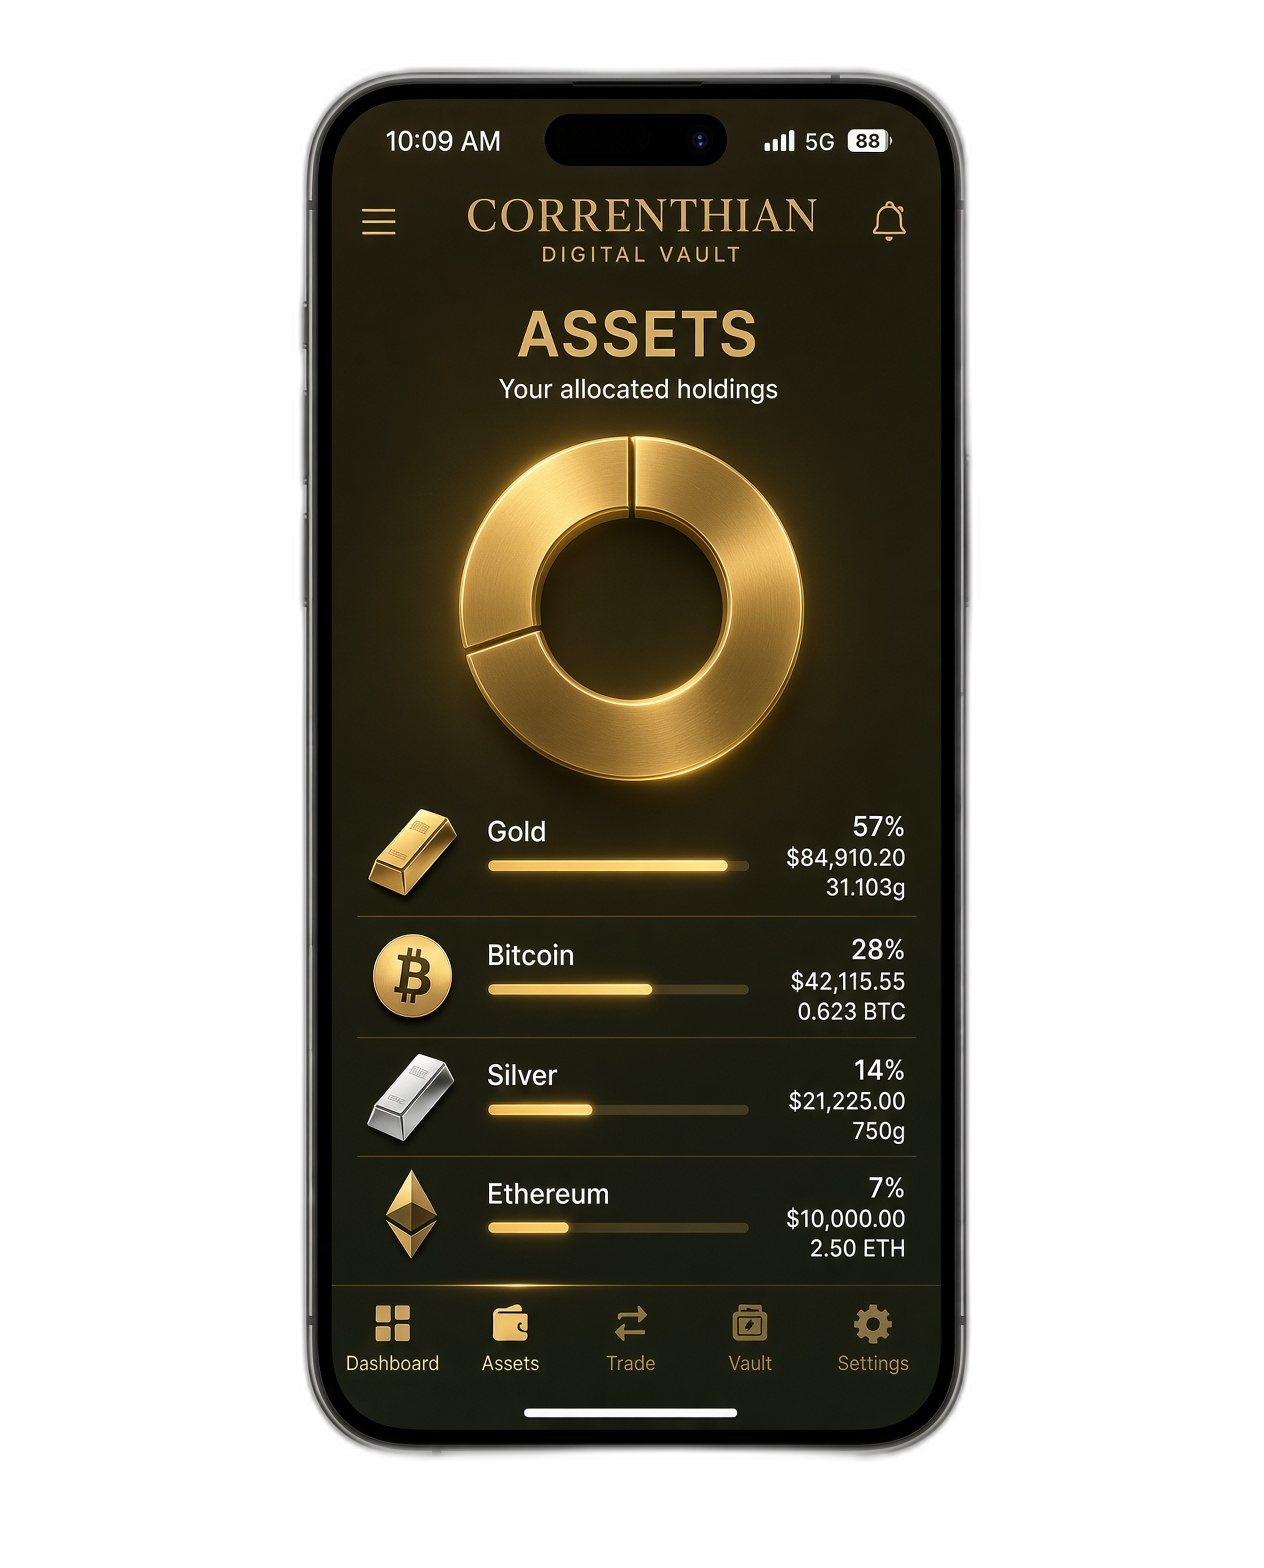 10:09 AM
5G 88
CORRENTHIAN
DIGITAL VAULT
ASSETS
Your allocated holdings
Gold
57%
$84,910.20
31.103g
Bitcoin
28%
$42,115.55
0.623 BTC
Silver
14%
$21,225.00
750g
Ethereum
7%
$10,000.00
2.50 ETH
Dashboard Assets Trade Vault Settings